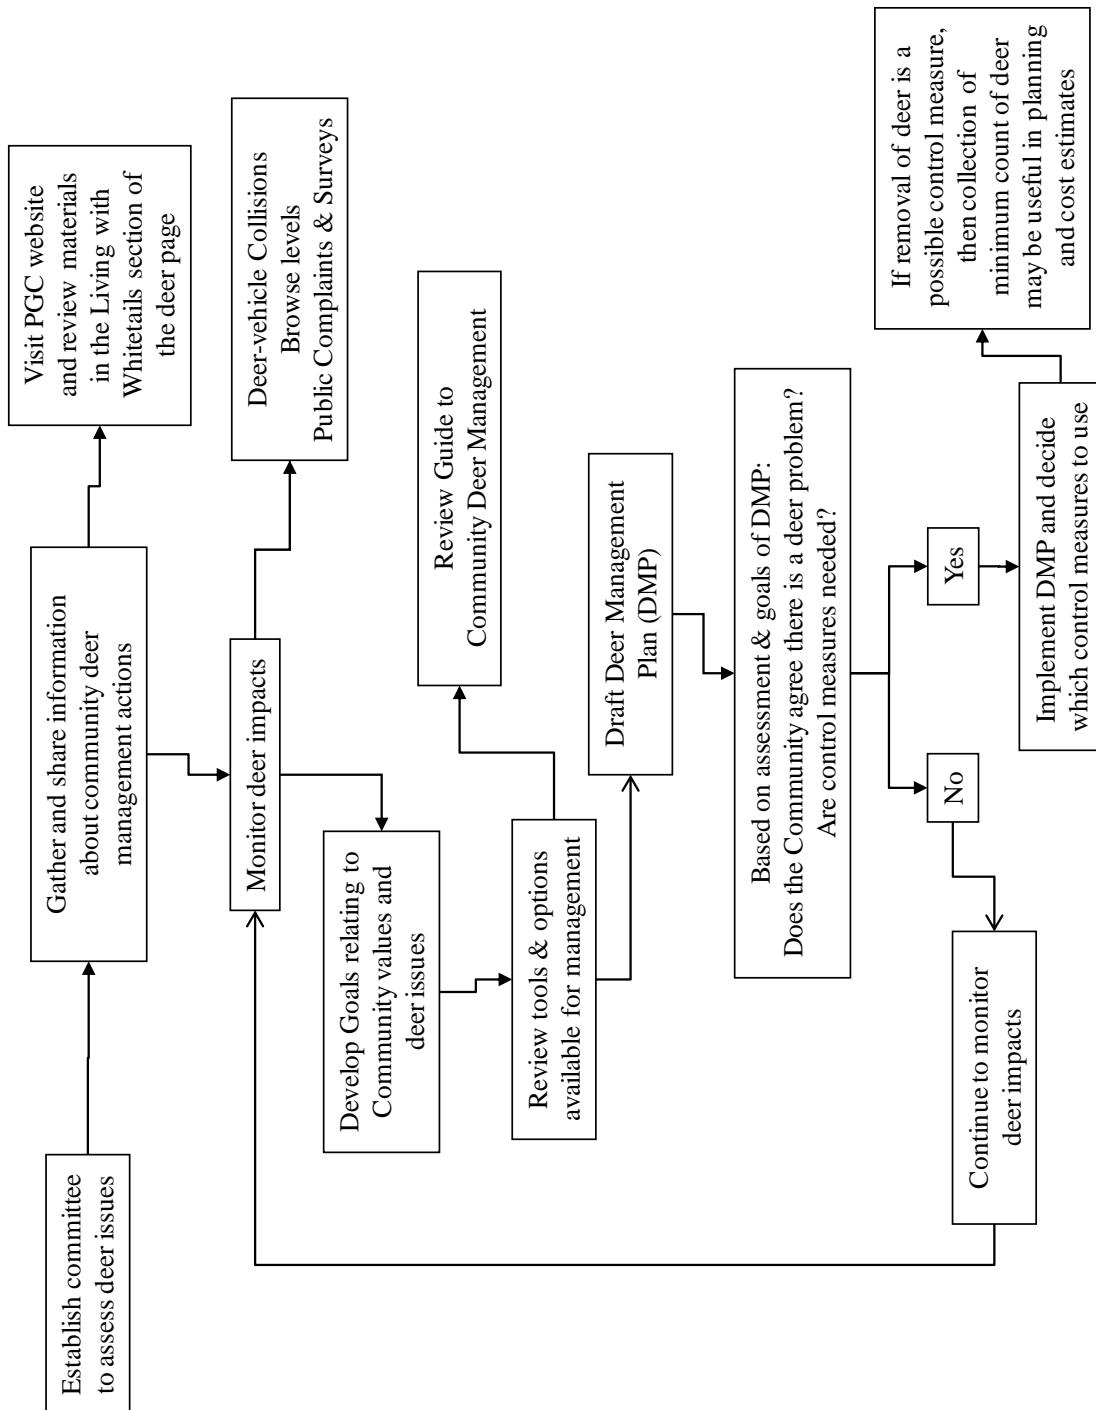 Establish committee
to assess deer issues
Gather and share information
about community deer
management actions
Visit PGC website
and review materials
in the Living with
Whitetails section of
the deer page
Monitor deer impacts
Deer-vehicle Collisions
Browse levels
Public Complaints & Surveys
Develop Goals relating to
Community values and
deer issues
Review tools & options
available for management
Review Guide to
Community Deer Management
Draft Deer Management
Plan (DMP)
Based on assessment & goals of DMP:
Does the Community agree there is a deer problem?
Are control measures needed?
No
Yes
Continue to monitor
deer impacts
Implement DMP and decide
which control measures to use
If removal of deer is a
possible control measure,
then collection of
minimum count of deer
may be useful in planning
and cost estimates